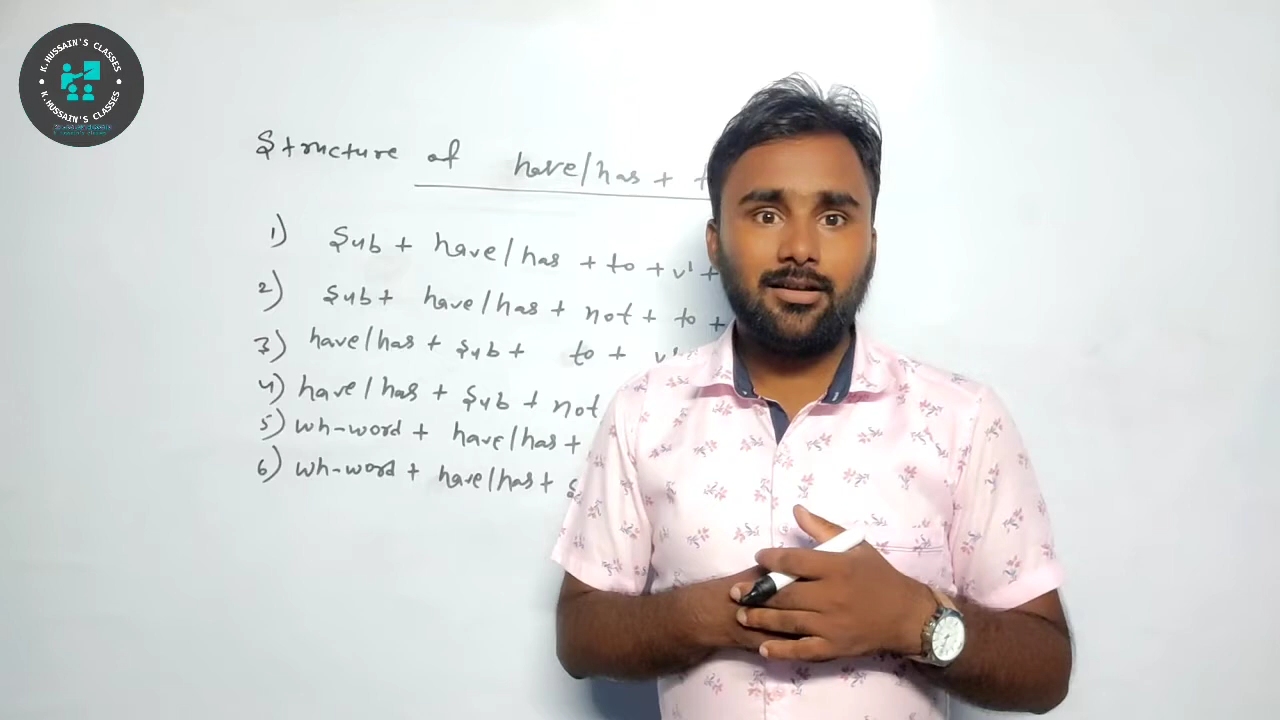 K.HUSSAIN'S CLASSES
K.HUSSAIN'S CLASSES
Structure of have/has + t
1) Sub + have/has + to + v¹ +
2) Sub + have/has + not + to +
3) have/has + sub + to + v¹
4) have/has + sub + not
5) wh-word + have/has +
6) wh-word + have/has + s